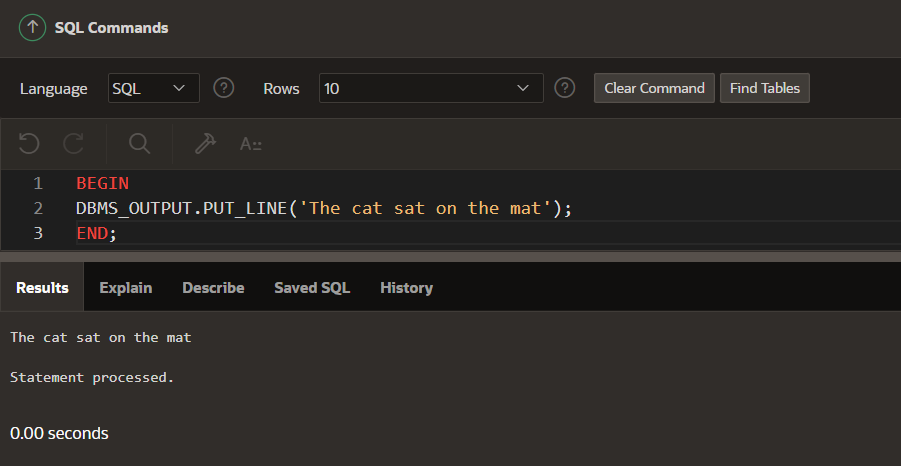 SQL Commands
Language SQL ? Rows 10 ? Clear Command Find Tables
A
1 BEGIN
2 DBMS_OUTPUT.PUT_LINE('The cat sat on the mat');
3 END;
Results Explain Describe Saved SQL History
The cat sat on the mat
Statement processed.
0.00 seconds